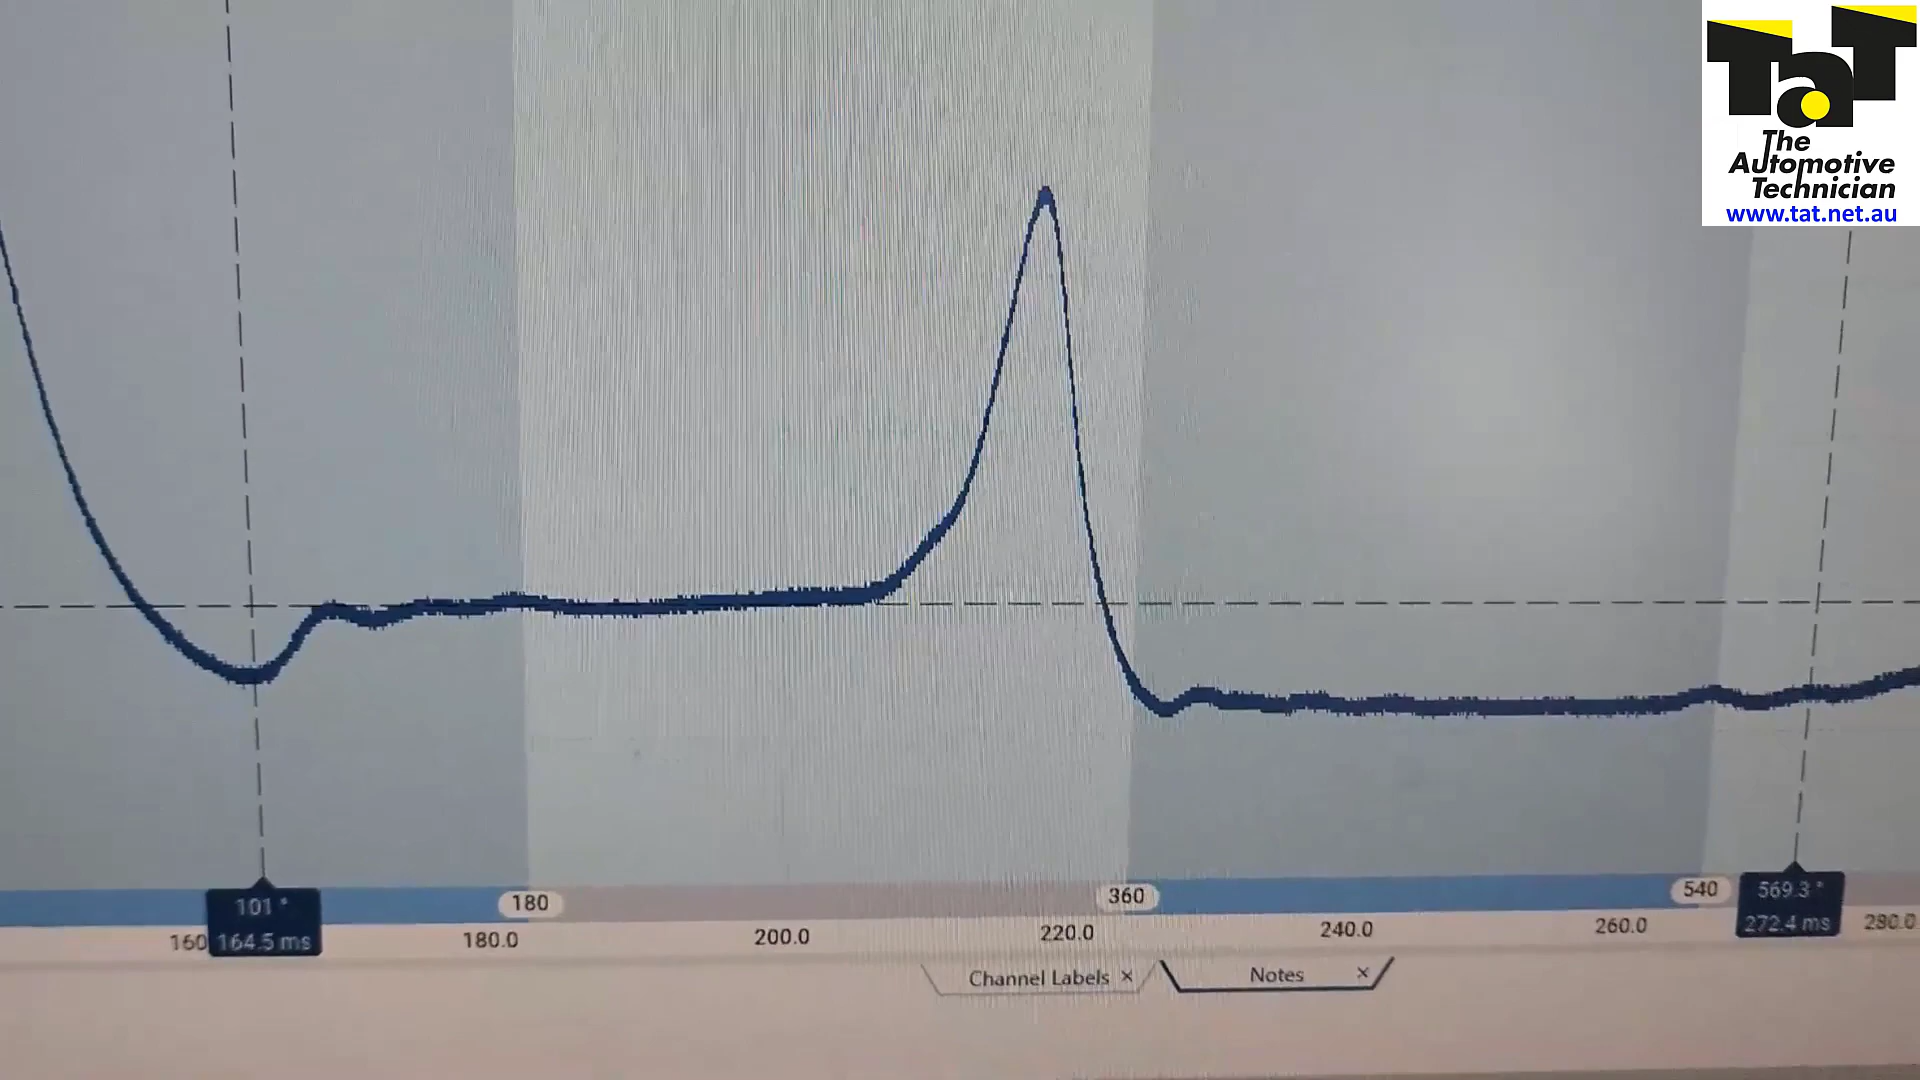 TaT
The
Automotive
Technician
www.tat.net.au
180
360
540
101 °
164.5 ms
569.3 °
272.4 ms
160
180.0
200.0
220.0
240.0
260.0
280.0
Channel Labels ×
Notes ×